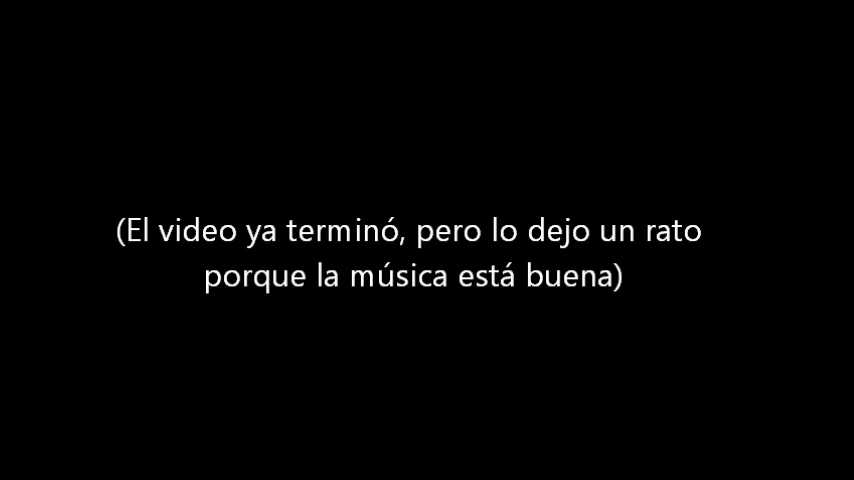 (El video ya terminó, pero lo dejo un rato
porque la música está buena)